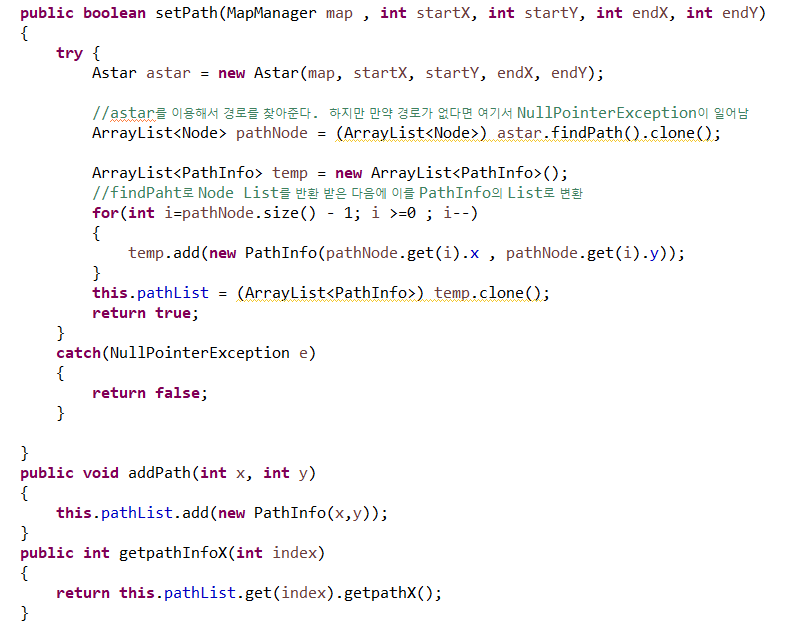 public boolean setPath(MapManager map , int startX, int startY, int endX, int endY)
{
try {
Astar astar = new Astar(map, startX, startY, endX, endY);
//astar를 이용해서 경로를 찾아준다. 하지만 만약 경로가 없다면 여기서 NullPointerException이 일어남
ArrayList<Node> pathNode = (ArrayList<Node>) astar.findPath().clone();
ArrayList<PathInfo> temp = new ArrayList<PathInfo>();
//findPaht로 Node List를 반환 받은 다음에 이를 PathInfo의 List로 변환
for(int i=pathNode.size() - 1; i >=0 ; i--)
{
temp.add(new PathInfo(pathNode.get(i).x , pathNode.get(i).y));
}
this.pathList = (ArrayList<PathInfo>) temp.clone();
return true;
}
catch(NullPointerException e)
{
return false;
}
}
public void addPath(int x, int y)
{
this.pathList.add(new PathInfo(x,y));
}
public int getpathInfoX(int index)
{
return this.pathList.get(index).getpathX();
}